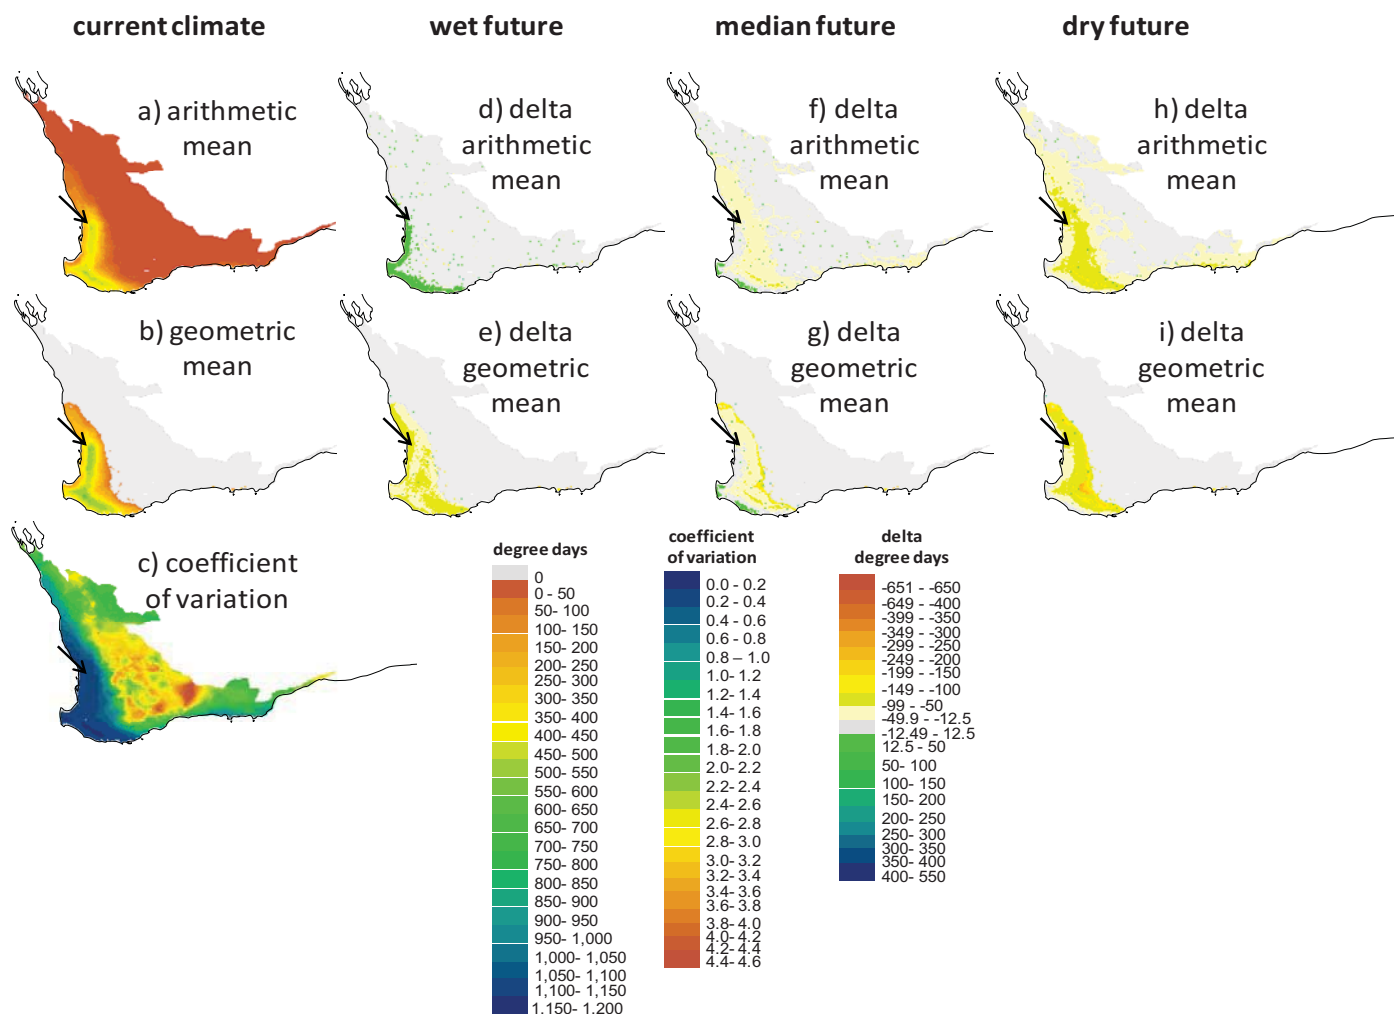 current climate
wet future
median future
dry future
a) arithmetic
mean
d) delta
arithmetic
mean
f) delta
arithmetic
mean
h) delta
arithmetic
mean
b) geometric
mean
e) delta
geometric
mean
g) delta
geometric
mean
i) delta
geometric
mean
c) coefficient
of variation
degree days
0
0 - 50
50- 100
100- 150
150- 200
200- 250
250- 300
300- 350
350- 400
400- 450
450- 500
500- 550
550- 600
600- 650
650- 700
700- 750
750- 800
800- 850
850- 900
900- 950
950- 1,000
1,000- 1,050
1,050- 1,100
1,100- 1,150
1,150- 1,200
coefficient
of variation
0.0 - 0.2
0.2 - 0.4
0.4 - 0.6
0.6 - 0.8
0.8 – 1.0
1.0- 1.2
1.2- 1.4
1.4- 1.6
1.6- 1.8
1.8- 2.0
2.0- 2.2
2.2- 2.4
2.4- 2.6
2.6- 2.8
2.8- 3.0
3.0- 3.2
3.2- 3.4
3.4- 3.6
3.6- 3.8
3.8- 4.0
4.0- 4.2
4.2- 4.4
4.4- 4.6
delta
degree days
-651 - -650
-649 - -400
-399 - -350
-349 - -300
-299 - -250
-249 - -200
-199 - -150
-149 - -100
-99 - -50
-49.9 - -12.5
-12.49 - 12.5
12.5 - 50
50- 100
100- 150
150- 200
200- 250
250- 300
300- 350
350- 400
400- 550